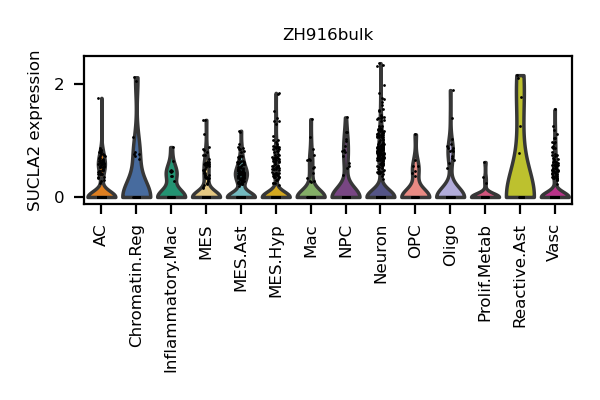 ZH916bulk
SUCLA2 expression
2
0
AC
Chromatin.Reg
Inflammatory.Mac
MES
MES.Ast
MES.Hyp
Mac
NPC
Neuron
OPC
Oligo
Prolif.Metab
Reactive.Ast
Vasc